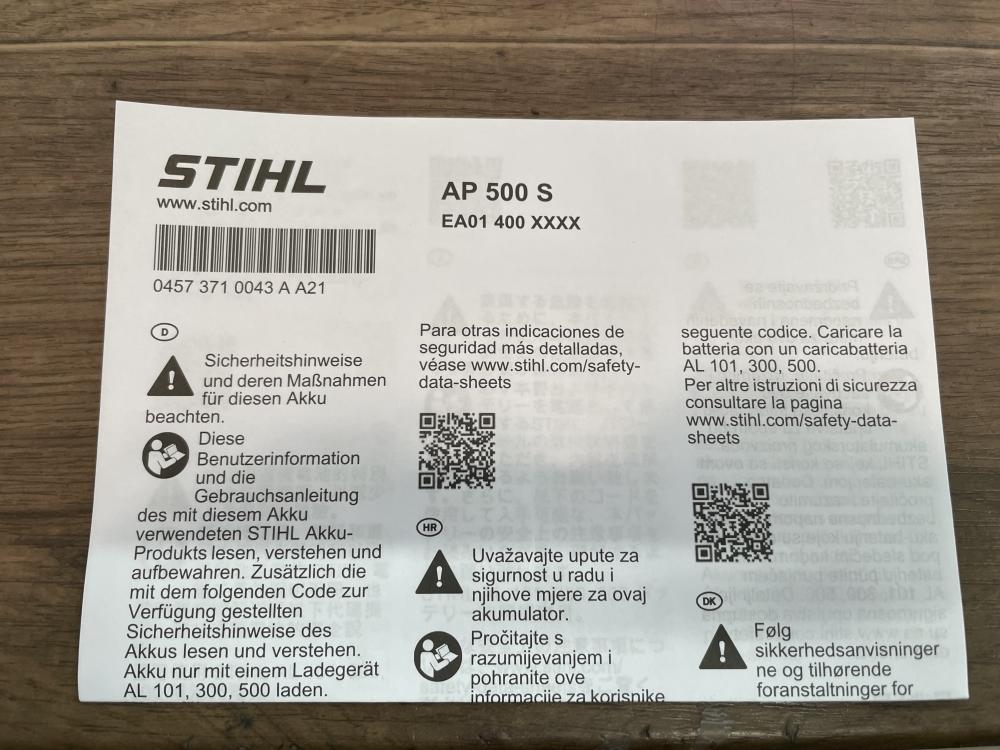 STIHL
www.stihl.com
0457 371 0043 A A21
AP 500 S
EA01 400 XXXX
D
Sicherheitshinweise
und deren Maßnahmen
für diesen Akku
beachten.
Diese
Benutzerinformation
und die
Gebrauchsanleitung
des mit diesem Akku
verwendeten STIHL Akku-
Produkts lesen, verstehen und
aufbewahren. Zusätzlich die
mit dem folgenden Code zur
Verfügung gestellten
Sicherheitshinweise des
Akkus lesen und verstehen.
Akku nur mit einem Ladegerät
AL 101, 300, 500 laden.
Para otras indicaciones de
seguridad más detalladas,
véase www.stihl.com/safety-
data-sheets
HR
Uvažavajte upute za
sigurnost u radu i
njihove mjere za ovaj
akumulator.
Pročitajte s
razumijevanjem i
pohranite ove
informacije za korisnike
seguente codice. Caricare la
batteria con un caricabatteria
AL 101, 300, 500.
Per altre istruzioni di sicurezza
consultare la pagina
www.stihl.com/safety-data-
sheets
DK
Følg
sikkerhedsanvisninger
ne og tilhørende
foranstaltninger for